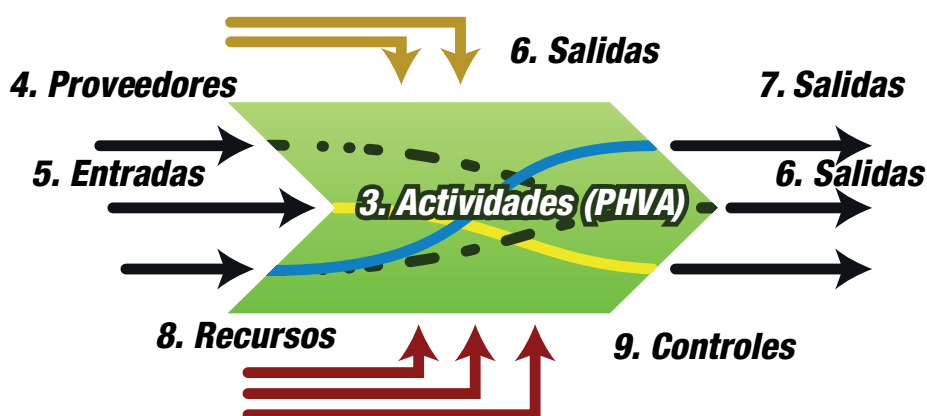 6. Salidas
4. Proveedores
7. Salidas
5. Entradas
6. Salidas
3. Actividades (PHVA)
8. Recursos
9. Controles